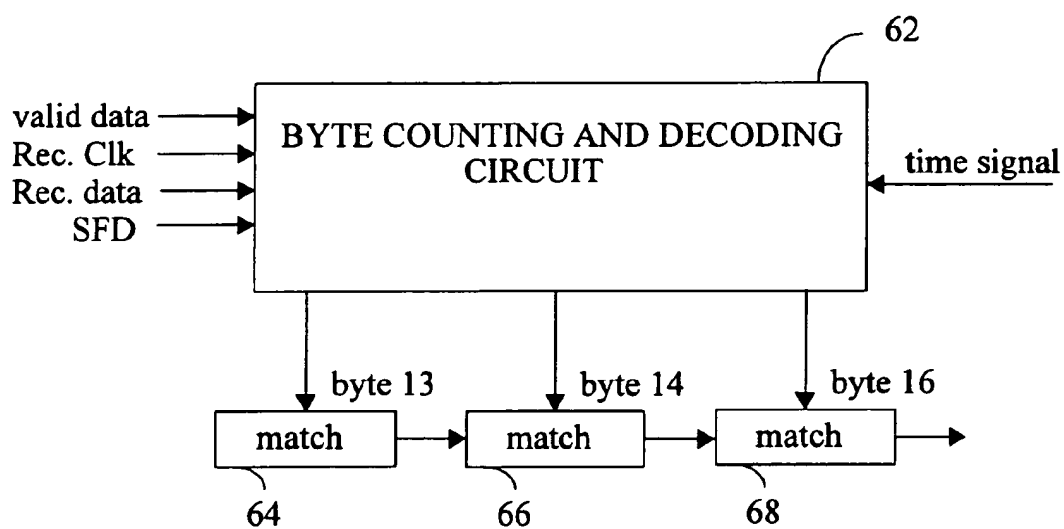 62
valid data
Rec. Clk
Rec. data
SFD
BYTE COUNTING AND DECODING
CIRCUIT
time signal
byte 13
byte 14
byte 16
match
match
match
64
66
68